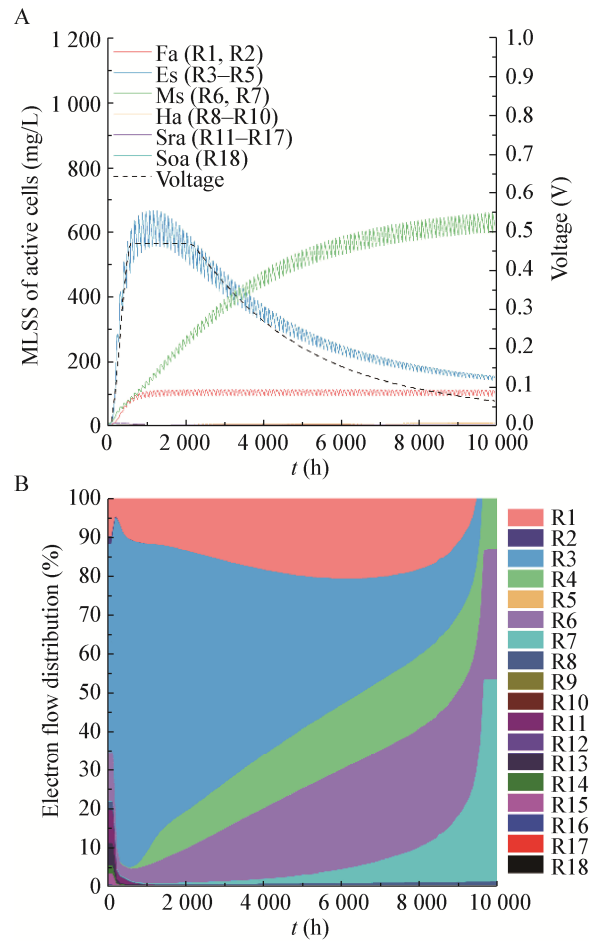 A
MLSS of active cells (mg/L)
1 200
1 000
800
600
400
200
0
Fa (R1, R2)
Es (R3–R5)
Ms (R6, R7)
Ha (R8–R10)
Sra (R11–R17)
Soa (R18)
Voltage
1.0
0.9
0.8
0.7
0.6
0.5
0.4
0.3
0.2
0.1
0.0
Voltage (V)
0 2 000 4 000 6 000 8 000 10 000
t (h)
B
Electron flow distribution (%)
100
90
80
70
60
50
40
30
20
10
0
0 2 000 4 000 6 000 8 000 10 000
t (h)
R1
R2
R3
R4
R5
R6
R7
R8
R9
R10
R11
R12
R13
R14
R15
R16
R17
R18